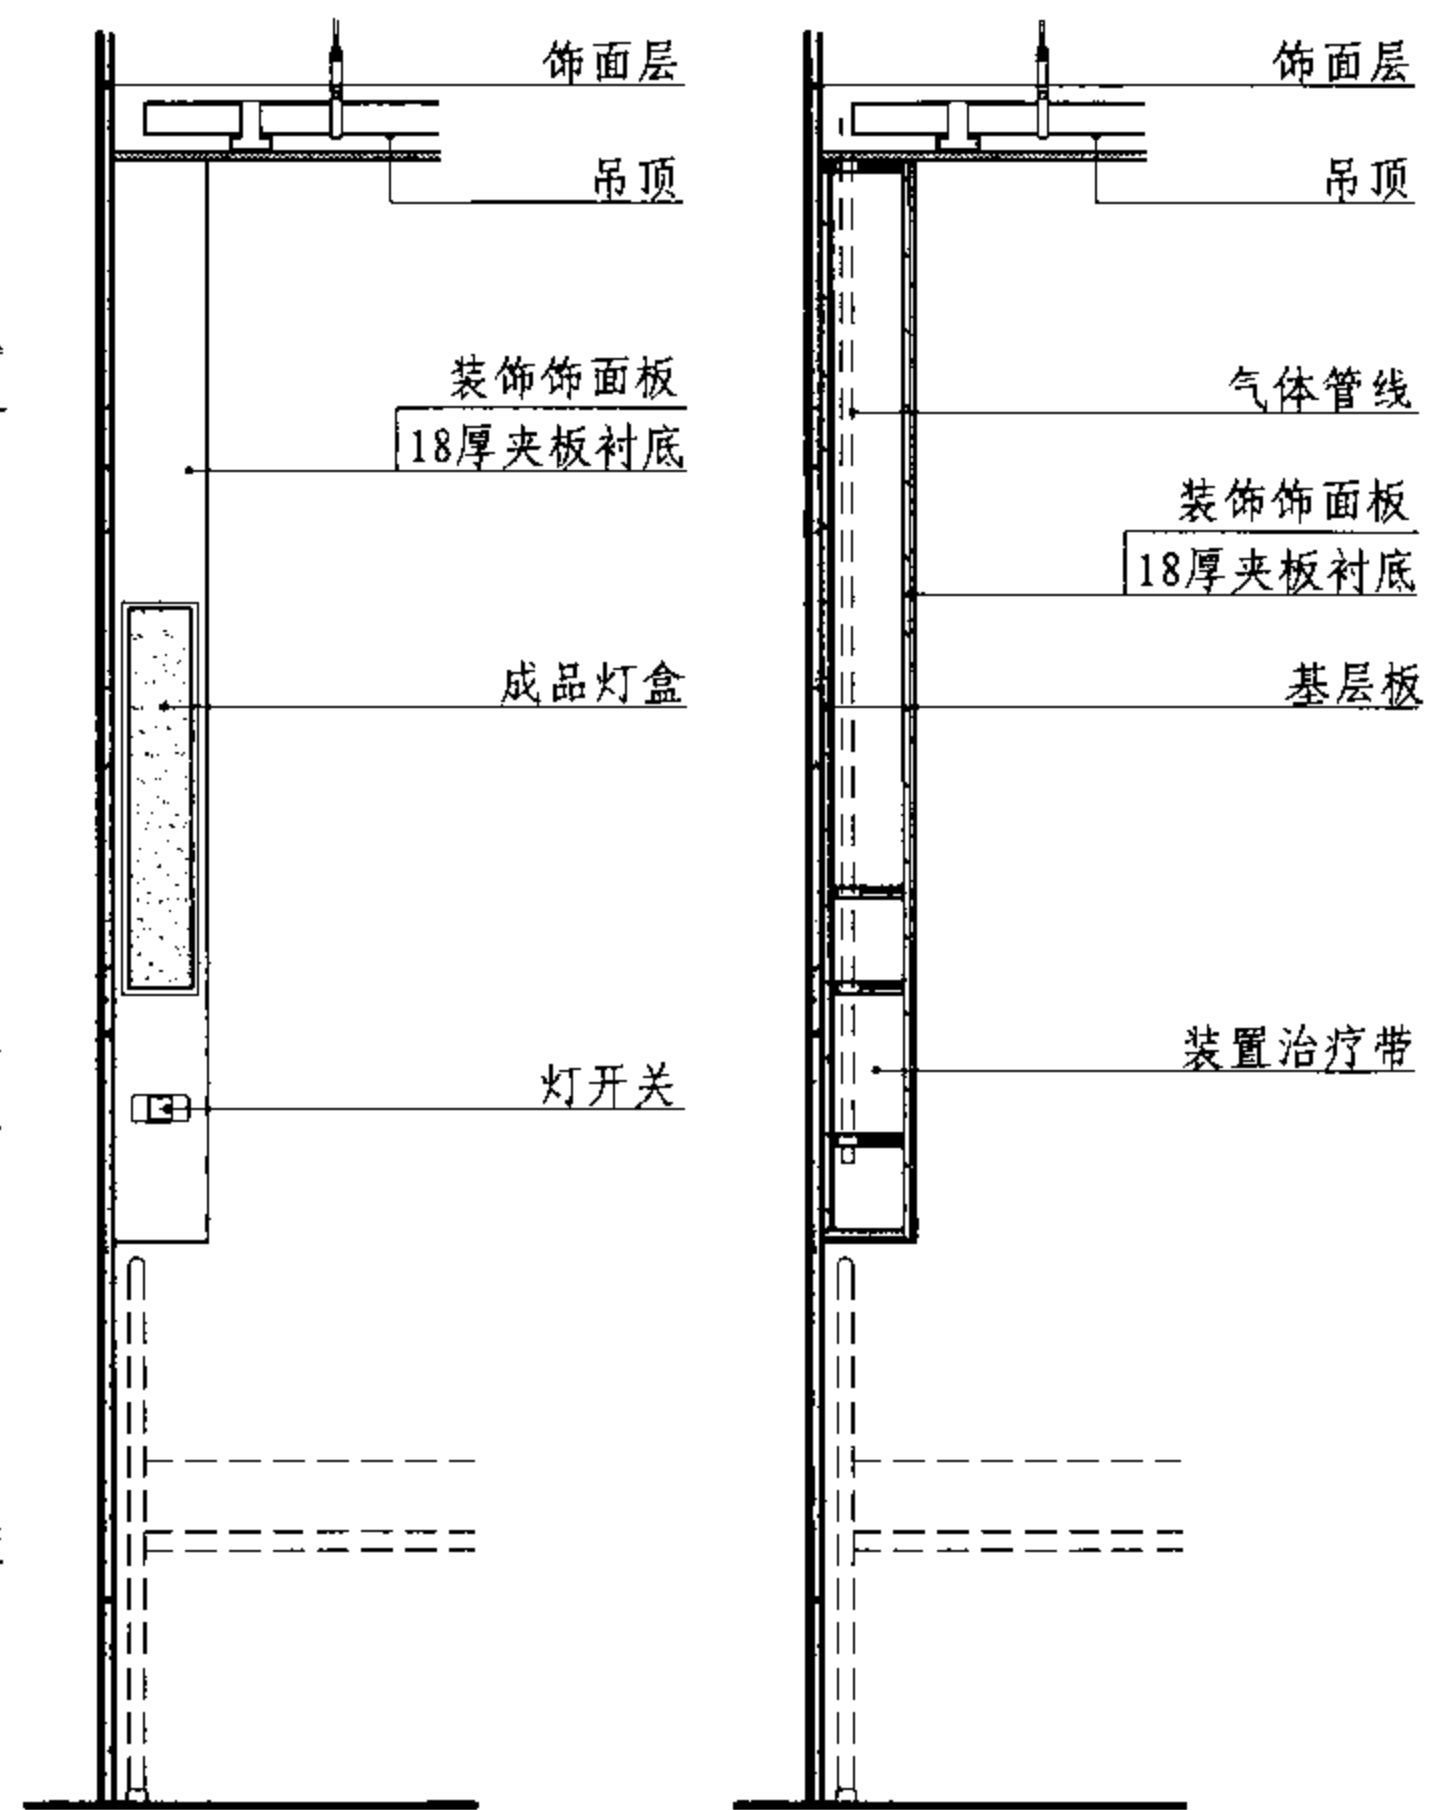 饰面层
吊顶
装饰饰面板
18厚夹板衬底
成品灯盒
灯开关
饰面层
吊顶
气体管线
装饰饰面板
18厚夹板衬底
基层板
装置治疗带